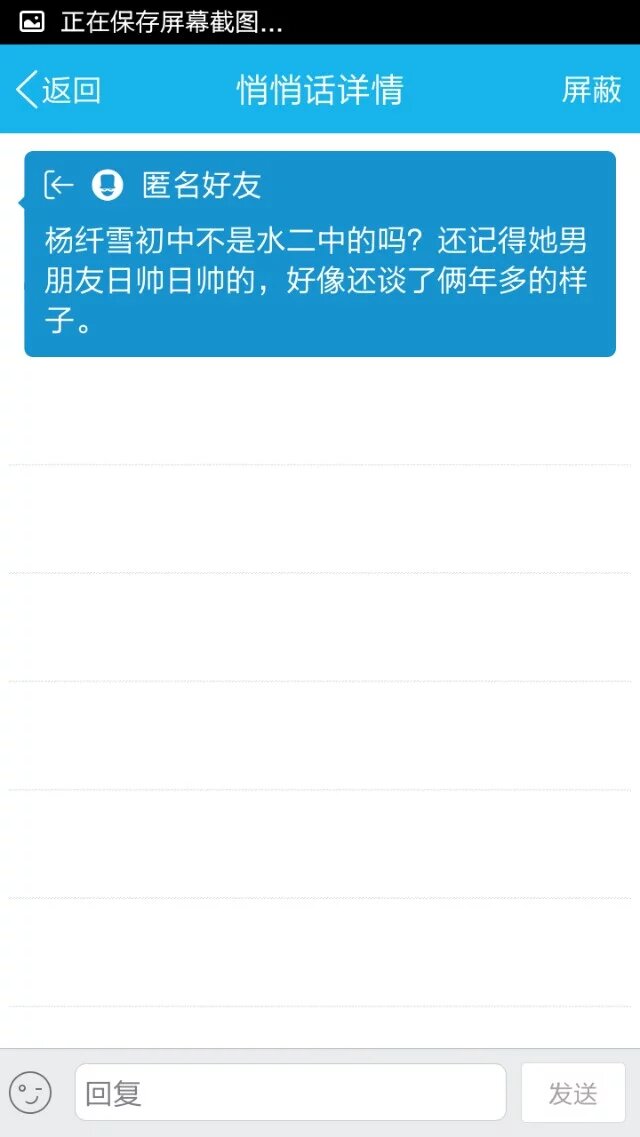 正在保存屏幕截图...
返回
悄悄话详情
屏蔽
匿名好友
杨纤雪初中不是水二中的吗？还记得她男
朋友日帅日帅的，好像还谈了俩年多的样
子。
回复
发送